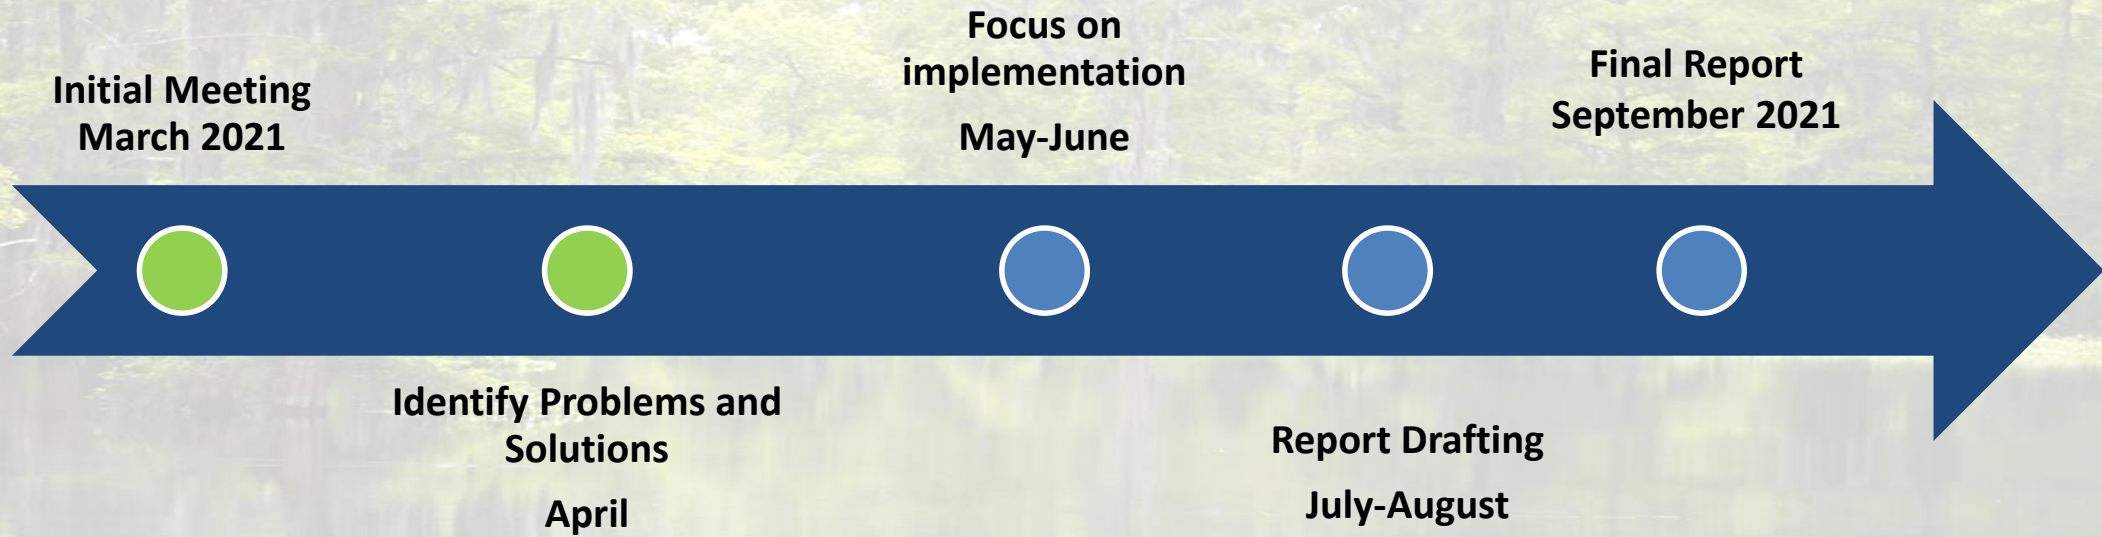 Initial Meeting
March 2021
Identify Problems and
Solutions
April
Focus on
implementation
May-June
Report Drafting
July-August
Final Report
September 2021